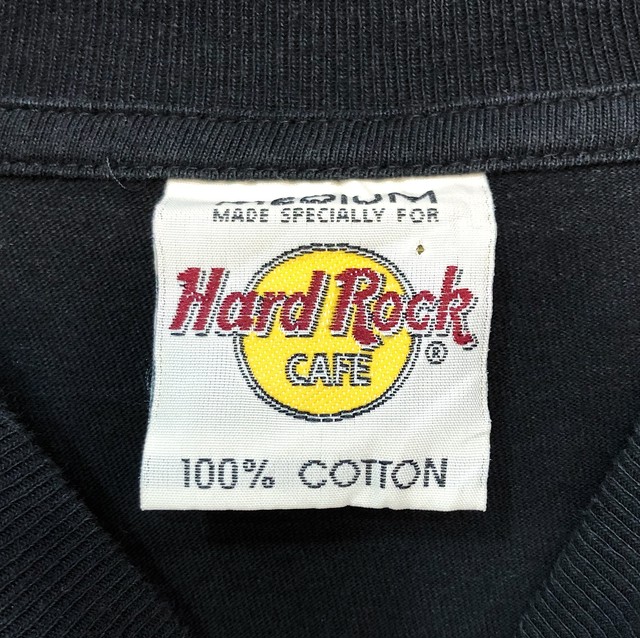 MEDIUM
MADE SPECIALLY FOR
Hard Rock
CAFE ®
100% COTTON